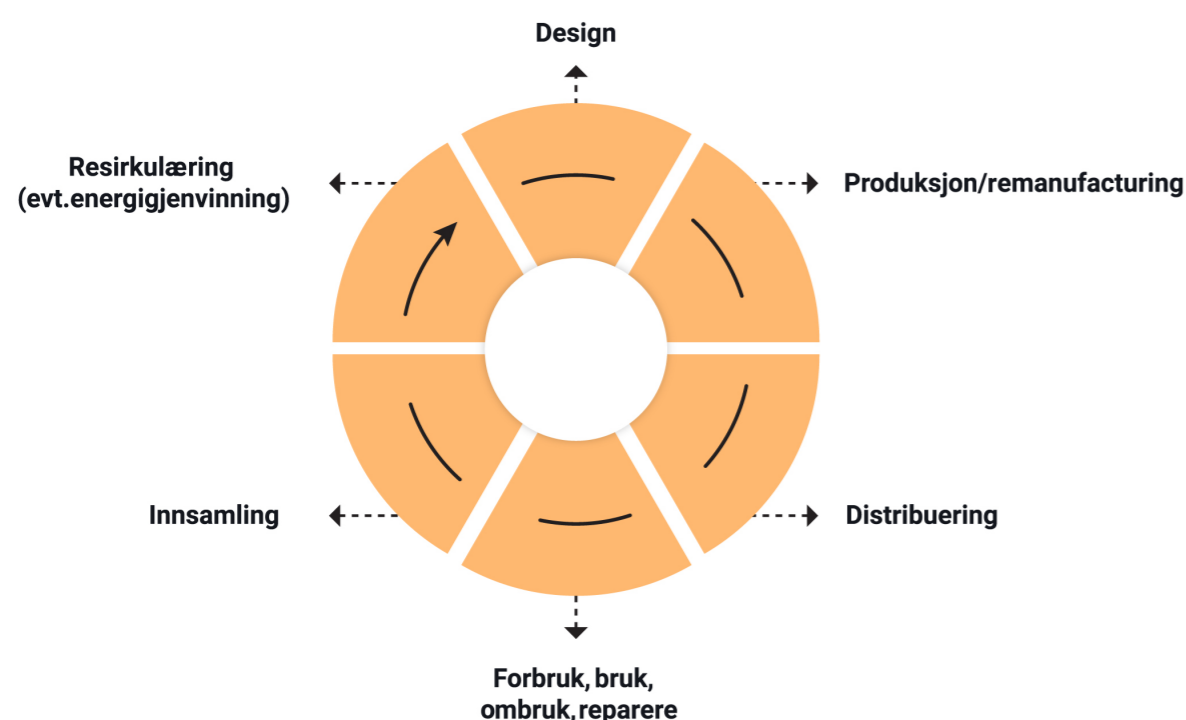 Design
Produksjon/remanufacturing
Distribuering
Forbruk, bruk,
ombruk, reparere
Innsamling
Resirkulæring
(evt.energigjenvinning)